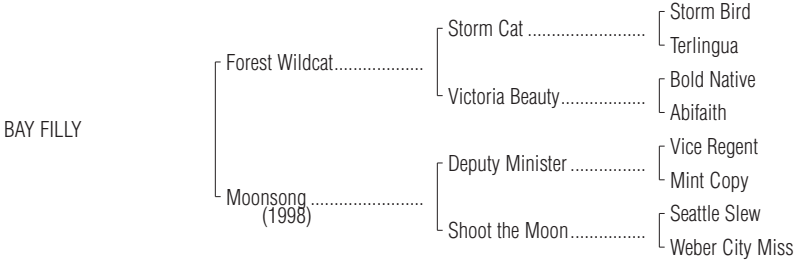 Storm Bird
Storm Cat ........................
Terlingua
Forest Wildcat...................
Bold Native
Victoria Beauty..................
Abifaith
BAY FILLY
Vice Regent
Deputy Minister ................
Mint Copy
Moonsong ........................
(1998)
Seattle Slew
Shoot the Moon................
Weber City Miss